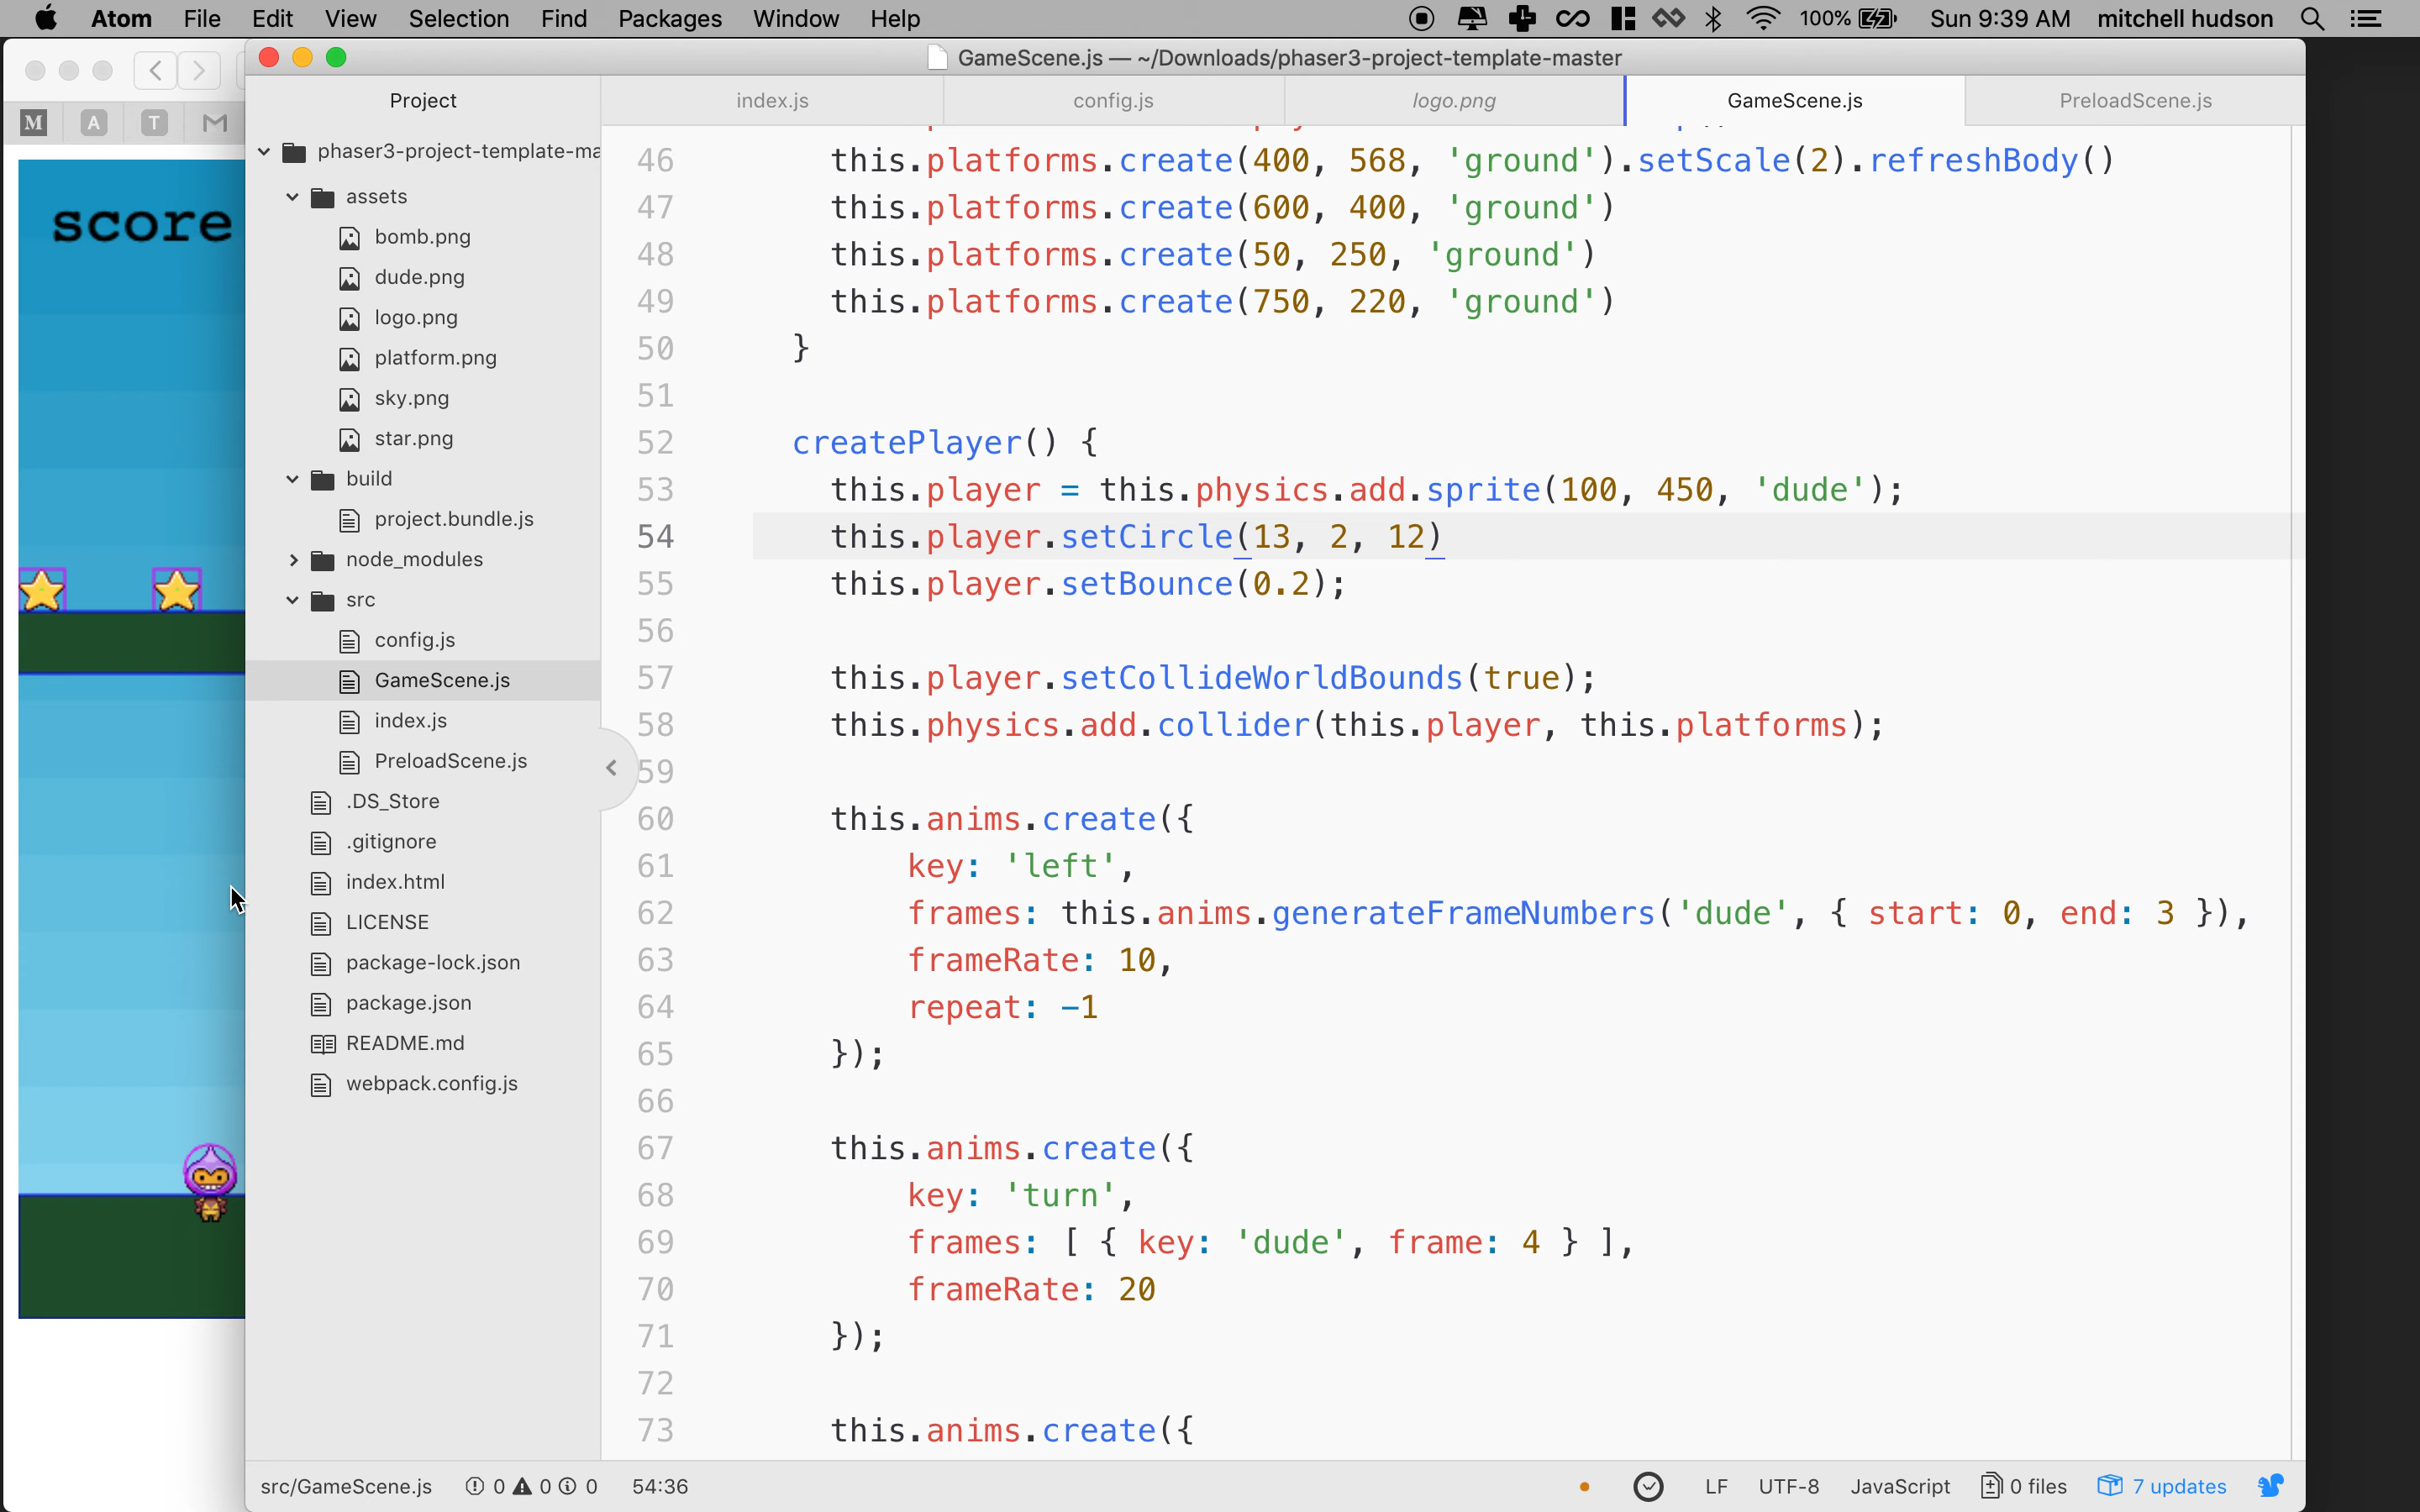 Atom File Edit View Selection Find Packages Window Help 100% Sun 9:39 AM mitchell hudson
GameScene.js — ~/Downloads/phaser3-project-template-master
M A T
score
Project
phaser3-project-template-ma
assets
bomb.png
dude.png
logo.png
platform.png
sky.png
star.png
build
project.bundle.js
node_modules
src
config.js
GameScene.js
index.js
PreloadScene.js
.DS_Store
.gitignore
index.html
LICENSE
package-lock.json
package.json
README.md
webpack.config.js
index.js config.js logo.png GameScene.js PreloadScene.js
46 this.platforms.create(400, 568, 'ground').setScale(2).refreshBody()
47 this.platforms.create(600, 400, 'ground')
48 this.platforms.create(50, 250, 'ground')
49 this.platforms.create(750, 220, 'ground')
50 }
51
52 createPlayer() {
53 this.player = this.physics.add.sprite(100, 450, 'dude');
54 this.player.setCircle(13, 2, 12)
55 this.player.setBounce(0.2);
56
57 this.player.setCollideWorldBounds(true);
58 this.physics.add.collider(this.player, this.platforms);
59
60 this.anims.create({
61 key: 'left',
62 frames: this.anims.generateFrameNumbers('dude', { start: 0, end: 3 }),
63 frameRate: 10,
64 repeat: -1
65 });
66
67 this.anims.create({
68 key: 'turn',
69 frames: [ { key: 'dude', frame: 4 } ],
70 frameRate: 20
71 });
72
73 this.anims.create({
src/GameScene.js 0 0 0 54:36 LF UTF-8 JavaScript 0 files 7 updates